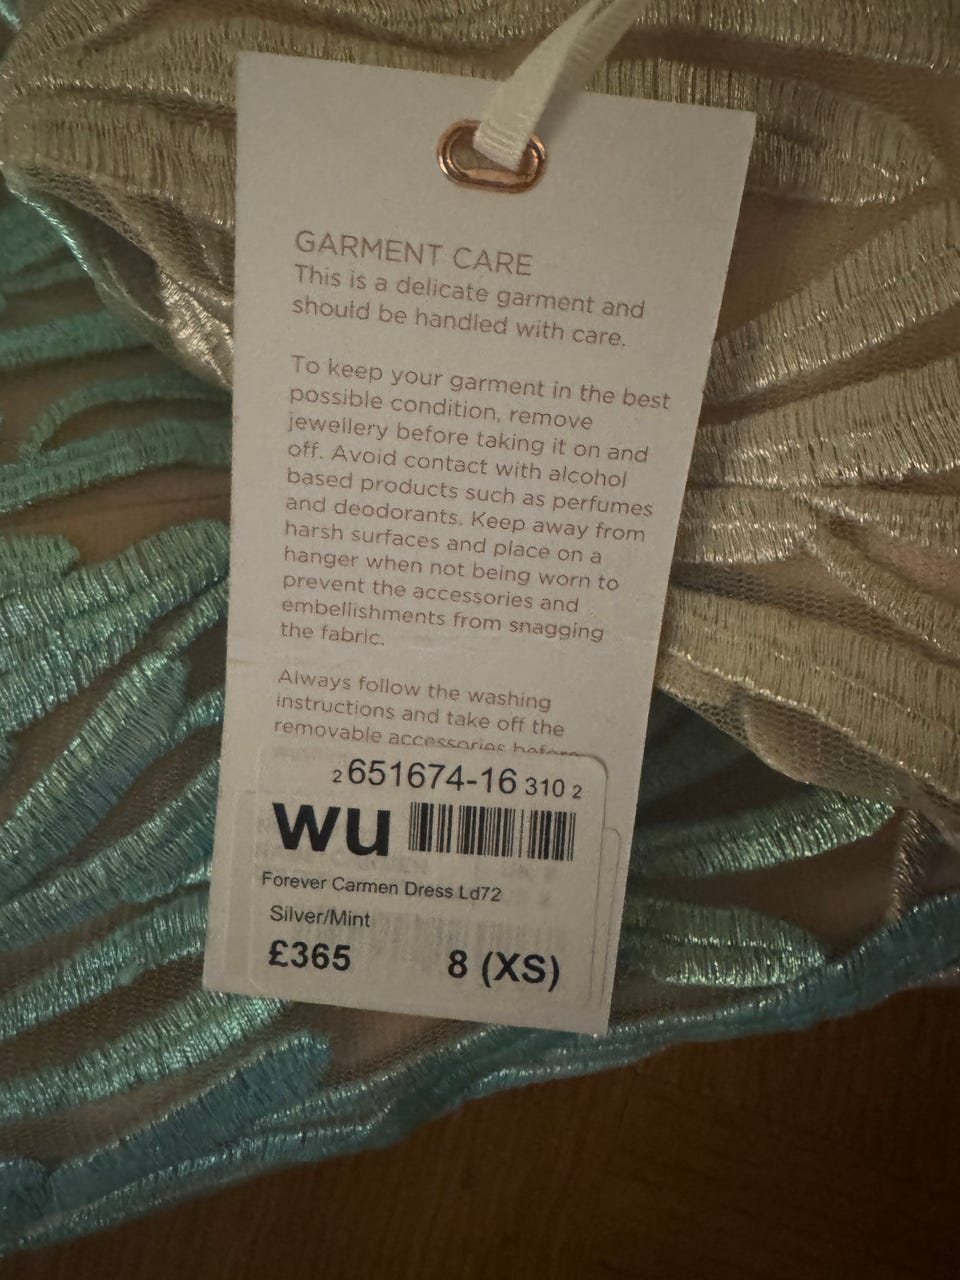 GARMENT CARE
This is a delicate garment and
should be handled with care.
To keep your garment in the best
possible condition, remove
jewellery before taking it on and
off. Avoid contact with alcohol
based products such as perfumes
and deodorants. Keep away from
harsh surfaces and place on a
hanger when not being worn to
prevent the accessories and
embellishments from snagging
the fabric.
Always follow the washing
instructions and take off the
removable accessories before
2 651674-16 310 2
wu
Forever Carmen Dress Ld72
Silver/Mint
£365 8 (XS)